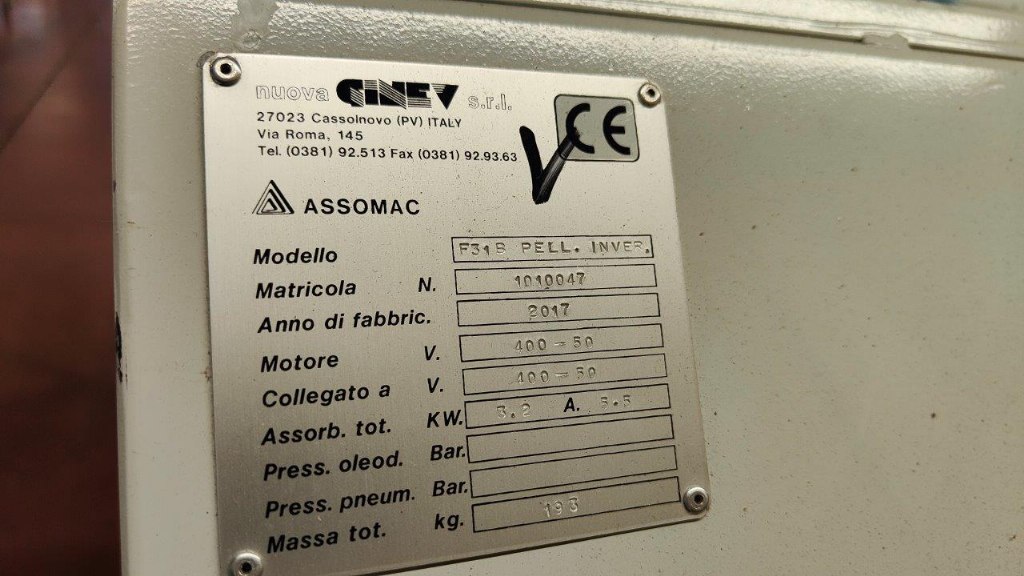 nuova GINEV s.r.l.
27023 Cassolnovo (PV) ITALY
Via Roma, 145
Tel. (0381) 92.513 Fax (0381) 92.93.63
CE
ASSOMAC
Modello F31B PELL. INVER.
Matricola N. 1010047
Anno di fabbric. 2017
Motore V. 400-50
Collegato a V. 400-50
Assorb. tot. KW. 3.2 A. 5.5
Press. oleod. Bar.
Press. pneum. Bar.
Massa tot. kg. 193